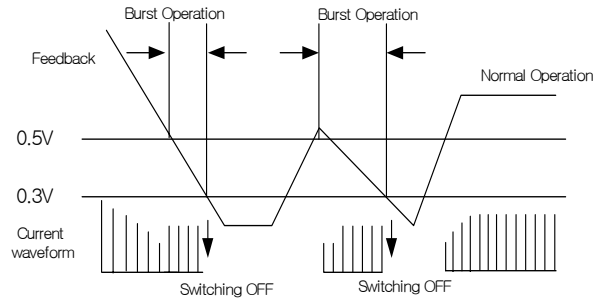 Burst Operation
Burst Operation
Feedback
Normal Operation
0.5V
0.3V
Current
waveform
Switching OFF
Switching OFF